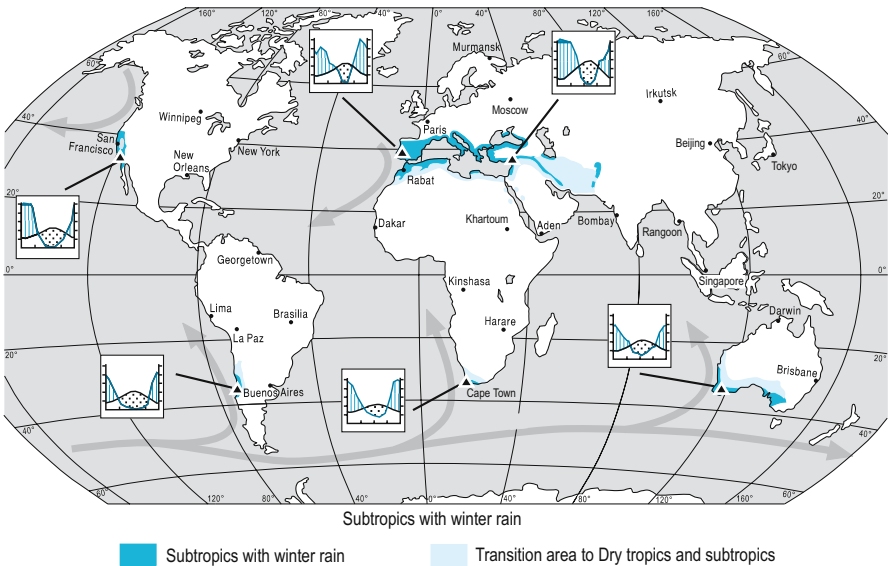 160°
120°
80°
40°
0°
40°
80°
120°
160°
60°
60°
Murmansk
Irkutsk
Moscow
Winnipeg
40°
40°
Paris
San
Francisco
New York
Beijing
Tokyo
New
Orleans
Rabat
20°
20°
Dakar
Khartoum
Aden
Bombay
Rangoon
Georgetown
0°
0°
Singapore
Kinshasa
Lima
Brasilia
Darwin
Harare
La Paz
20°
20°
Brisbane
Buenos Aires
Cape Town
40°
40°
60°
120°
80°
40°
0°
40°
80°
120°
160°
60°
Subtropics with winter rain
Subtropics with winter rain
Transition area to Dry tropics and subtropics